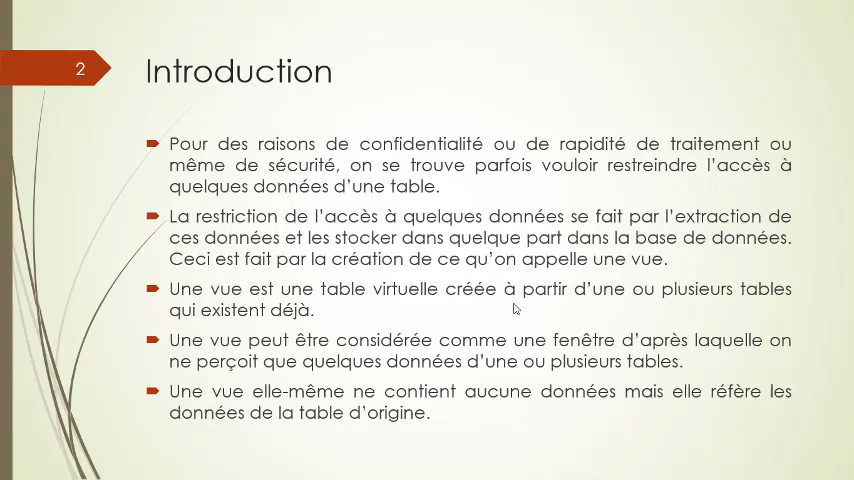 2
Introduction
Pour des raisons de confidentialité ou de rapidité de traitement ou
même de sécurité, on se trouve parfois vouloir restreindre l'accès à
quelques données d'une table.
La restriction de l'accès à quelques données se fait par l'extraction de
ces données et les stocker dans quelque part dans la base de données.
Ceci est fait par la création de ce qu'on appelle une vue.
Une vue est une table virtuelle créée à partir d'une ou plusieurs tables
qui existent déjà.
Une vue peut être considérée comme une fenêtre d'après laquelle on
ne perçoit que quelques données d'une ou plusieurs tables.
Une vue elle-même ne contient aucune données mais elle réfère les
données de la table d'origine.